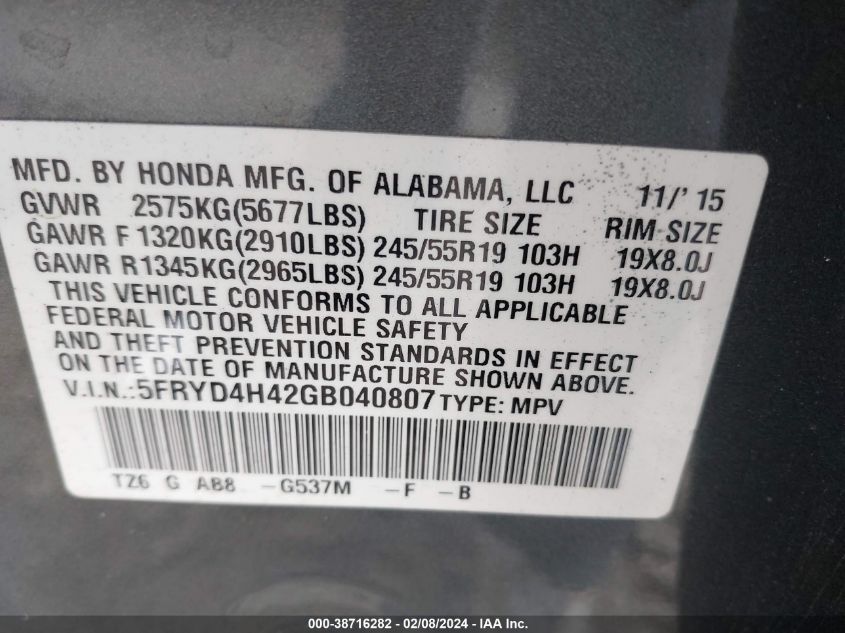 MFD. BY HONDA MFG. OF ALABAMA, LLC 11/' 15
GVWR 2575KG(5677LBS) TIRE SIZE RIM SIZE
GAWR F 1320KG(2910LBS) 245/55R19 103H 19X8.0J
GAWR R1345KG(2965LBS) 245/55R19 103H 19X8.0J
THIS VEHICLE CONFORMS TO ALL APPLICABLE
FEDERAL MOTOR VEHICLE SAFETY
AND THEFT PREVENTION STANDARDS IN EFFECT
ON THE DATE OF MANUFACTURE SHOWN ABOVE.
V.I.N.:5FRYD4H42GB040807 TYPE: MPV
TZ6 G AB8 -G537M -F -B
000-38716282 - 02/08/2024 - IAA Inc.